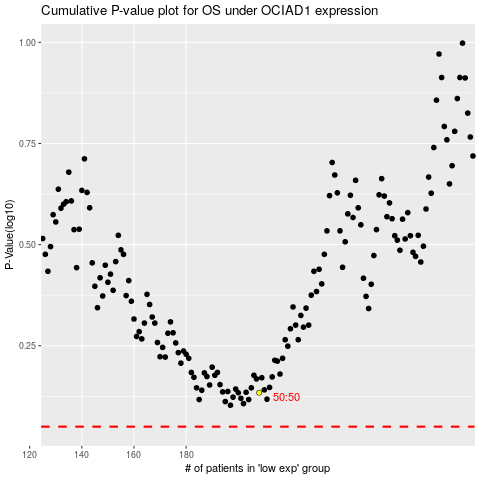 Cumulative P-value plot for OS under OCIAD1 expression
1.00
0.75
0.50
0.25
P-Value(log10)
50:50
120 140 160 180
# of patients in 'low exp' group